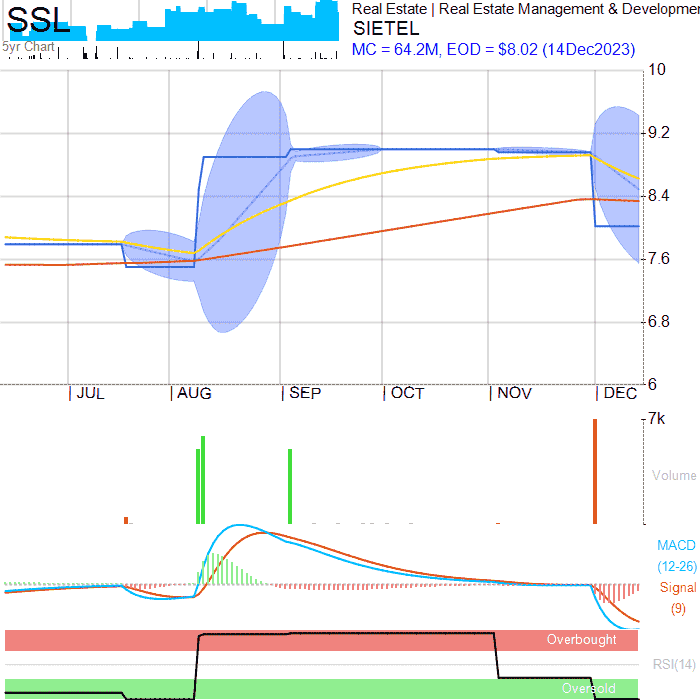 SSL
5yr Chart
Real Estate | Real Estate Management & Developmen
SIETEL
MC = 64.2M, EOD = $8.02 (14Dec2023)
10
9.2
8.4
7.6
6.8
6
| JUL | AUG | SEP | OCT | NOV | DEC
7k
Volume
MACD
(12-26)
Signal
(9)
Overbought
RSI(14)
Oversold